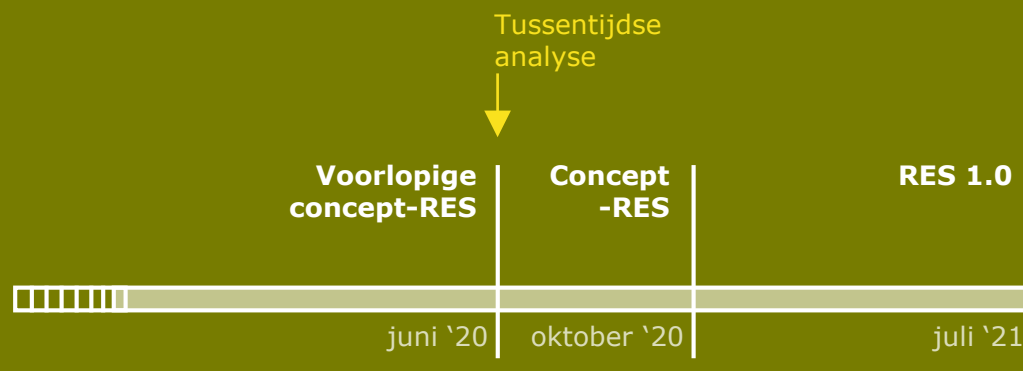 Tussentijdse
analyse
Voorlopige
concept-RES
Concept
-RES
RES 1.0
juni ‘20
oktober ‘20
juli ‘21